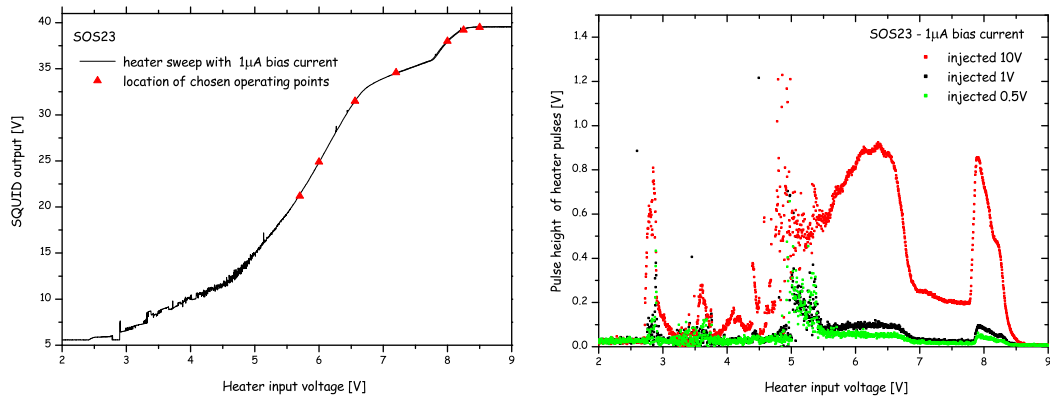 SOS23
heater sweep with 1μA bias current
location of chosen operating points
SQUID output [V]
40
35
30
25
20
15
10
5
2 3 4 5 6 7 8 9
Heater input voltage [V]
SOS23 - 1μA bias current
injected 10V
injected 1V
injected 0.5V
Pulse height of heater pulses [V]
1.4
1.2
1.0
0.8
0.6
0.4
0.2
0.0
2 3 4 5 6 7 8 9
Heater input voltage [V]